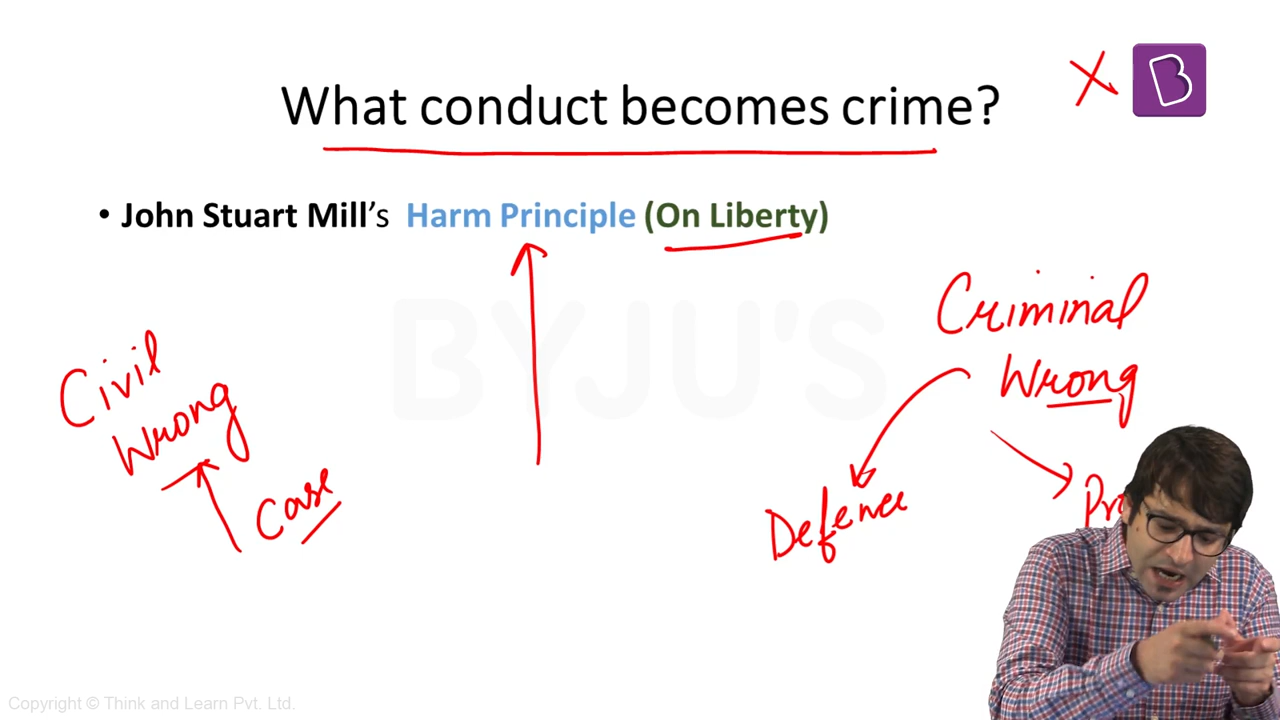 What conduct becomes crime?
• John Stuart Mill's Harm Principle (On Liberty)
BYJU'S
Criminal
Wrong
Civil
Wrong
Case
Defence
Copyright © Think and Learn Pvt. Ltd.